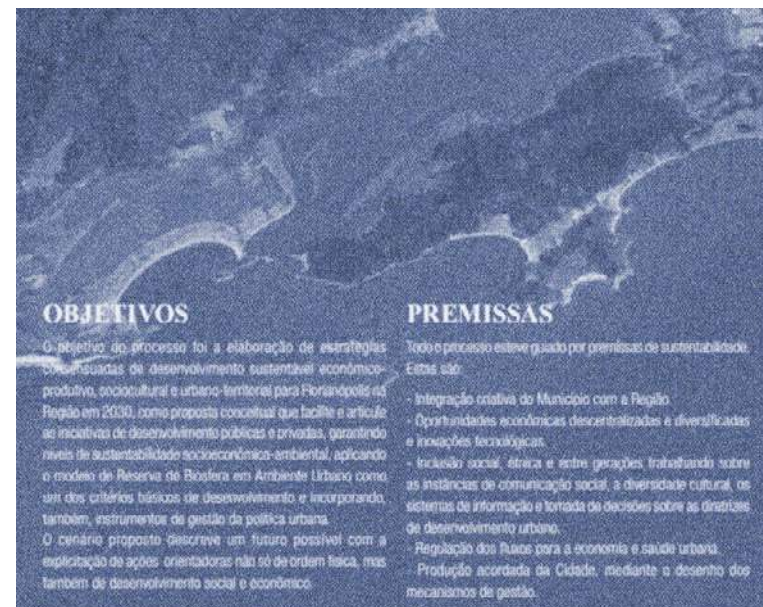 OBJETIVOS
O objetivo do processo foi a elaboração de estratégias
consensuadas de desenvolvimento sustentável econômico-
produtivo, sociocultural e urbano-territorial para Florianópolis na
Região em 2030, como proposta conceitual que facilite e articule
as iniciativas de desenvolvimento públicas e privadas, garantindo
níveis de sustentabilidade socioeconômica-ambiental, aplicando
o modelo de Reserva de Biosfera em Ambiente Urbano como
um dos critérios básicos de desenvolvimento e incorporando,
também, instrumentos de gestão da política urbana.
O cenário proposto descreve um futuro possível com a
explicitação de ações orientadoras não só de ordem física, mas
também de desenvolvimento social e econômico.
PREMISSAS
Todo o processo esteve guiado por premissas de sustentabilidade.
Estas são:
- Integração criativa do Município com a Região.
- Oportunidades econômicas descentralizadas e diversificadas
e inovações tecnológicas.
- Inclusão social, étnica e entre gerações trabalhando sobre
as instâncias de comunicação social, a diversidade cultural, os
sistemas de informação e tomada de decisões sobre as diretrizes
de desenvolvimento urbano.
- Regulação dos fluxos para a economia e saúde urbana.
- Produção acordada da Cidade, mediante o desenho dos
mecanismos de gestão.